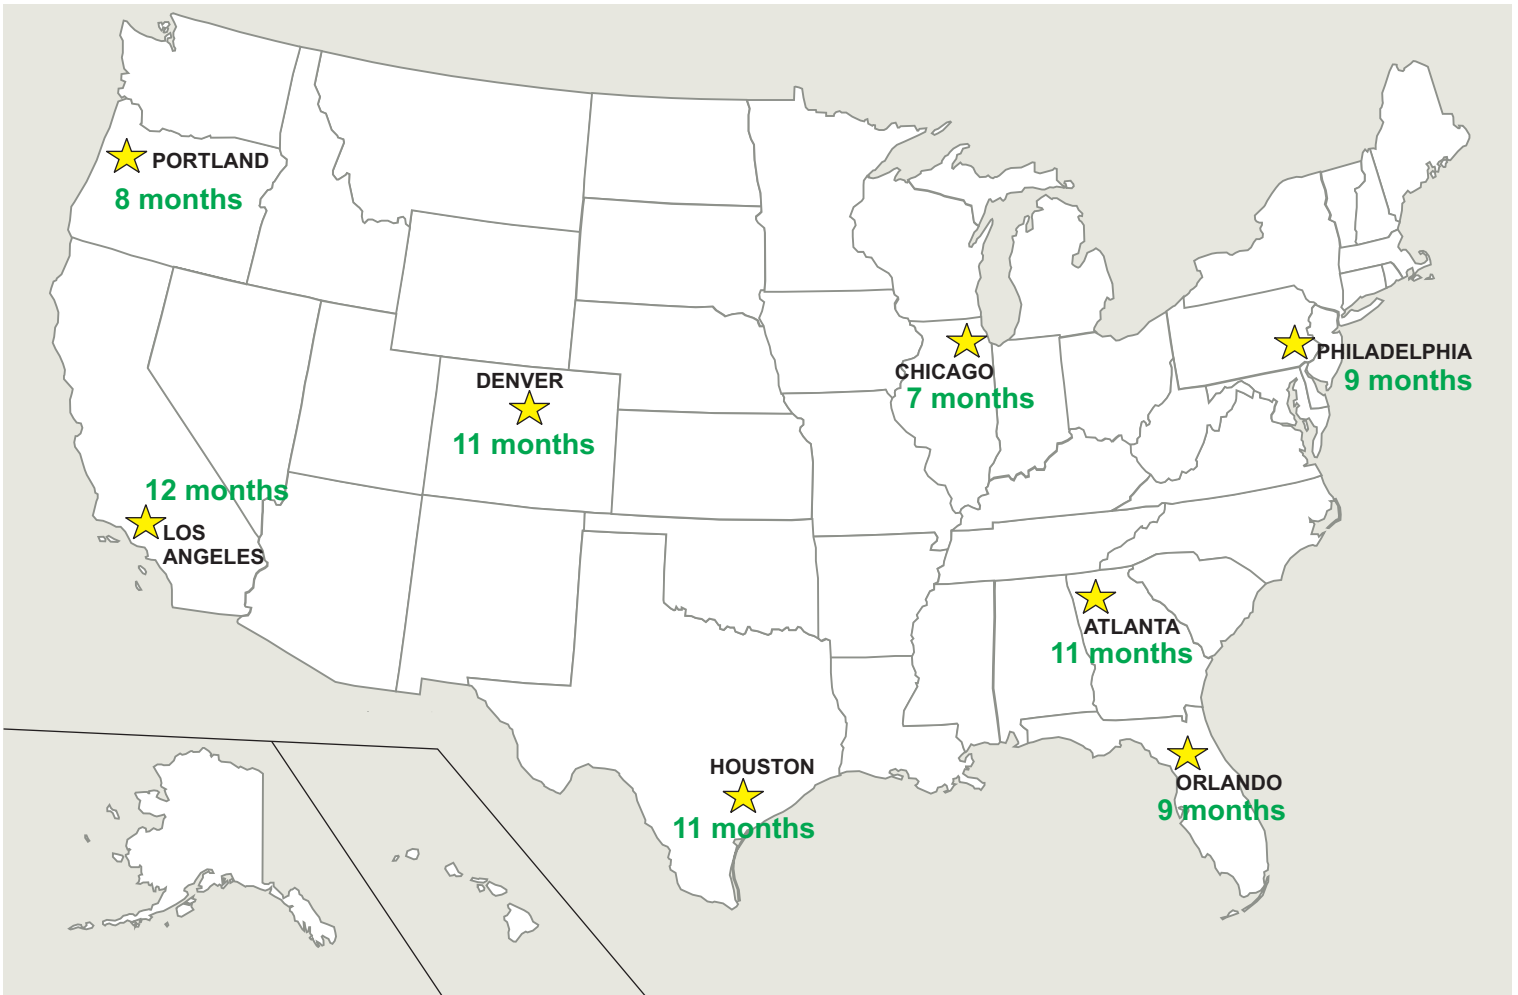 PORTLAND
8 months
DENVER
11 months
CHICAGO
7 months
PHILADELPHIA
9 months
12 months
LOS
ANGELES
ATLANTA
11 months
HOUSTON
11 months
ORLANDO
9 months